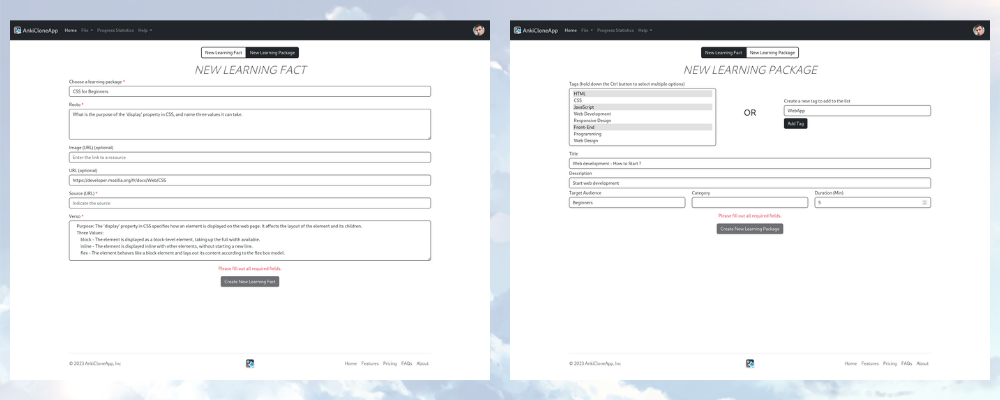 AnkiCloneApp Home File Progress Statistics Help
New Learning Fact New Learning Package
NEW LEARNING FACT
Choose a learning package *
CSS for Beginners
Recto *
What is the purpose of the 'display' property in CSS, and name three values it can take:
Image (URL) (optional)
Enter the link to a resource
URL (optional)
https://developer.mozilla.org/fr/docs/Web/CSS
Source (URL) *
Indicate the source
Verso *
Purpose: The 'display' property in CSS specifies how an element is displayed on the web page. It affects the layout of the element and its children.
Three Values:
block - The element is displayed as a block-level element, taking up the full width available.
inline - The element is displayed inline with other elements, without starting a new line.
flex - The element behaves like a block element and lays out its content according to the flex box model.
Please fill out all required fields.
Create New Learning Fact
© 2023 AnkiCloneApp, Inc
Home Features Pricing FAQs About
AnkiCloneApp Home File Progress Statistics Help
New Learning Fact New Learning Package
NEW LEARNING PACKAGE
Tags (hold down the Ctrl button to select multiple options)
HTML
CSS
JavaScript
Web Development
Responsive Design
Front-End
Programming
Web Design
OR
Create a new tag to add to the list
WebApp
Add Tag
Title
Web development - How to Start ?
Description
Start web development
Target Audience Category Duration (Min)
Beginners 5
Please fill out all required fields.
Create New Learning Package
© 2023 AnkiCloneApp, Inc
Home Features Pricing FAQs About